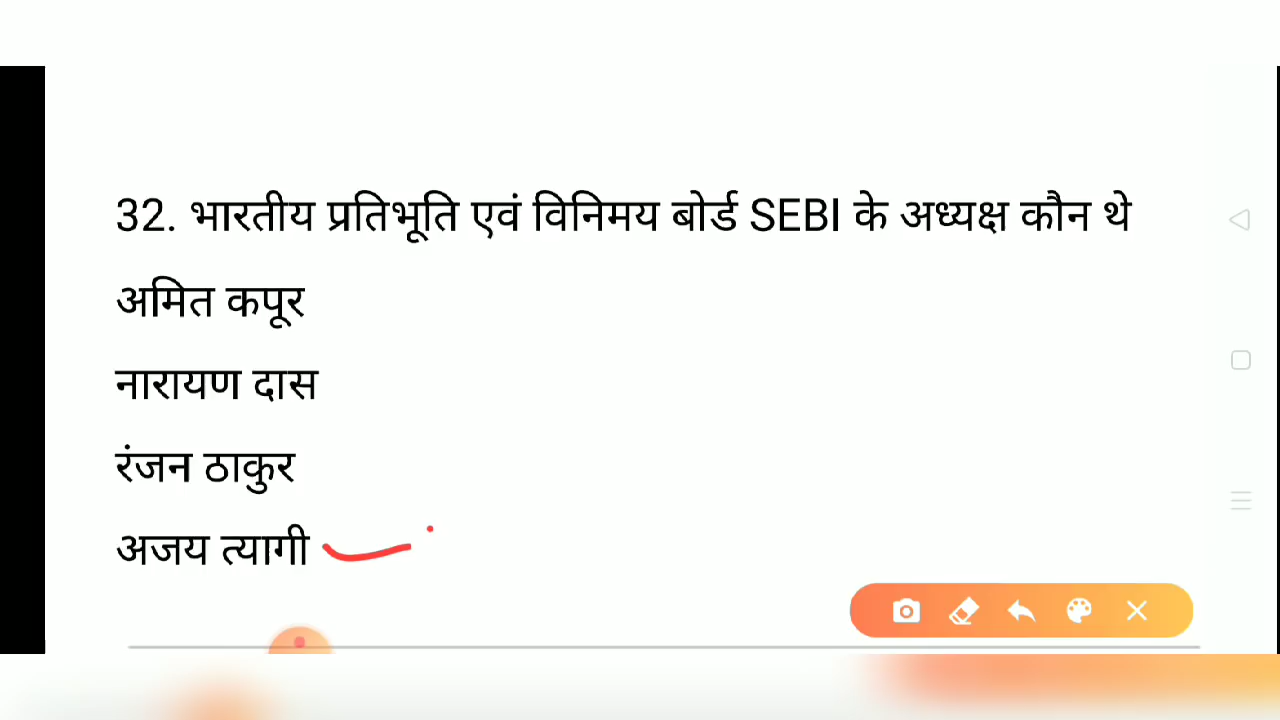 32. भारतीय प्रतिभूति एवं विनिमय बोर्ड SEBI के अध्यक्ष कौन थे
अमित कपूर
नारायण दास
रंजन ठाकुर
अजय त्यागी